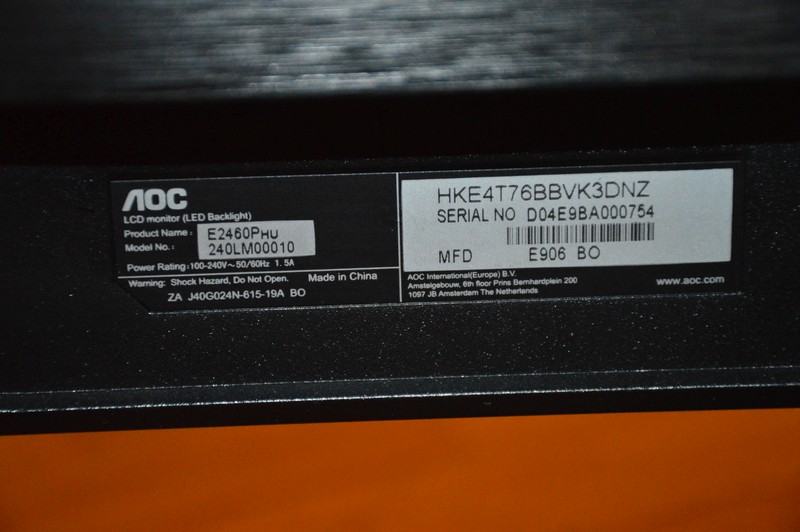 AOC
LCD monitor (LED Backlight)
Product Name : E2460PHU
Model No.: 240LM00010
Power Rating:100-240V~50/60Hz 1.5A
Warning: Shock Hazard, Do Not Open. Made in China
ZA J40G024N-615-19A BO
HKE4T76BBVK3DNZ
SERIAL NO D04E9BA000754
MFD E906 BO
AOC International(Europe) B.V.
Amstelgebouw, 6th floor Prins Bernhardplein 200
1097 JB Amsterdam The Netherlands
www.aoc.com